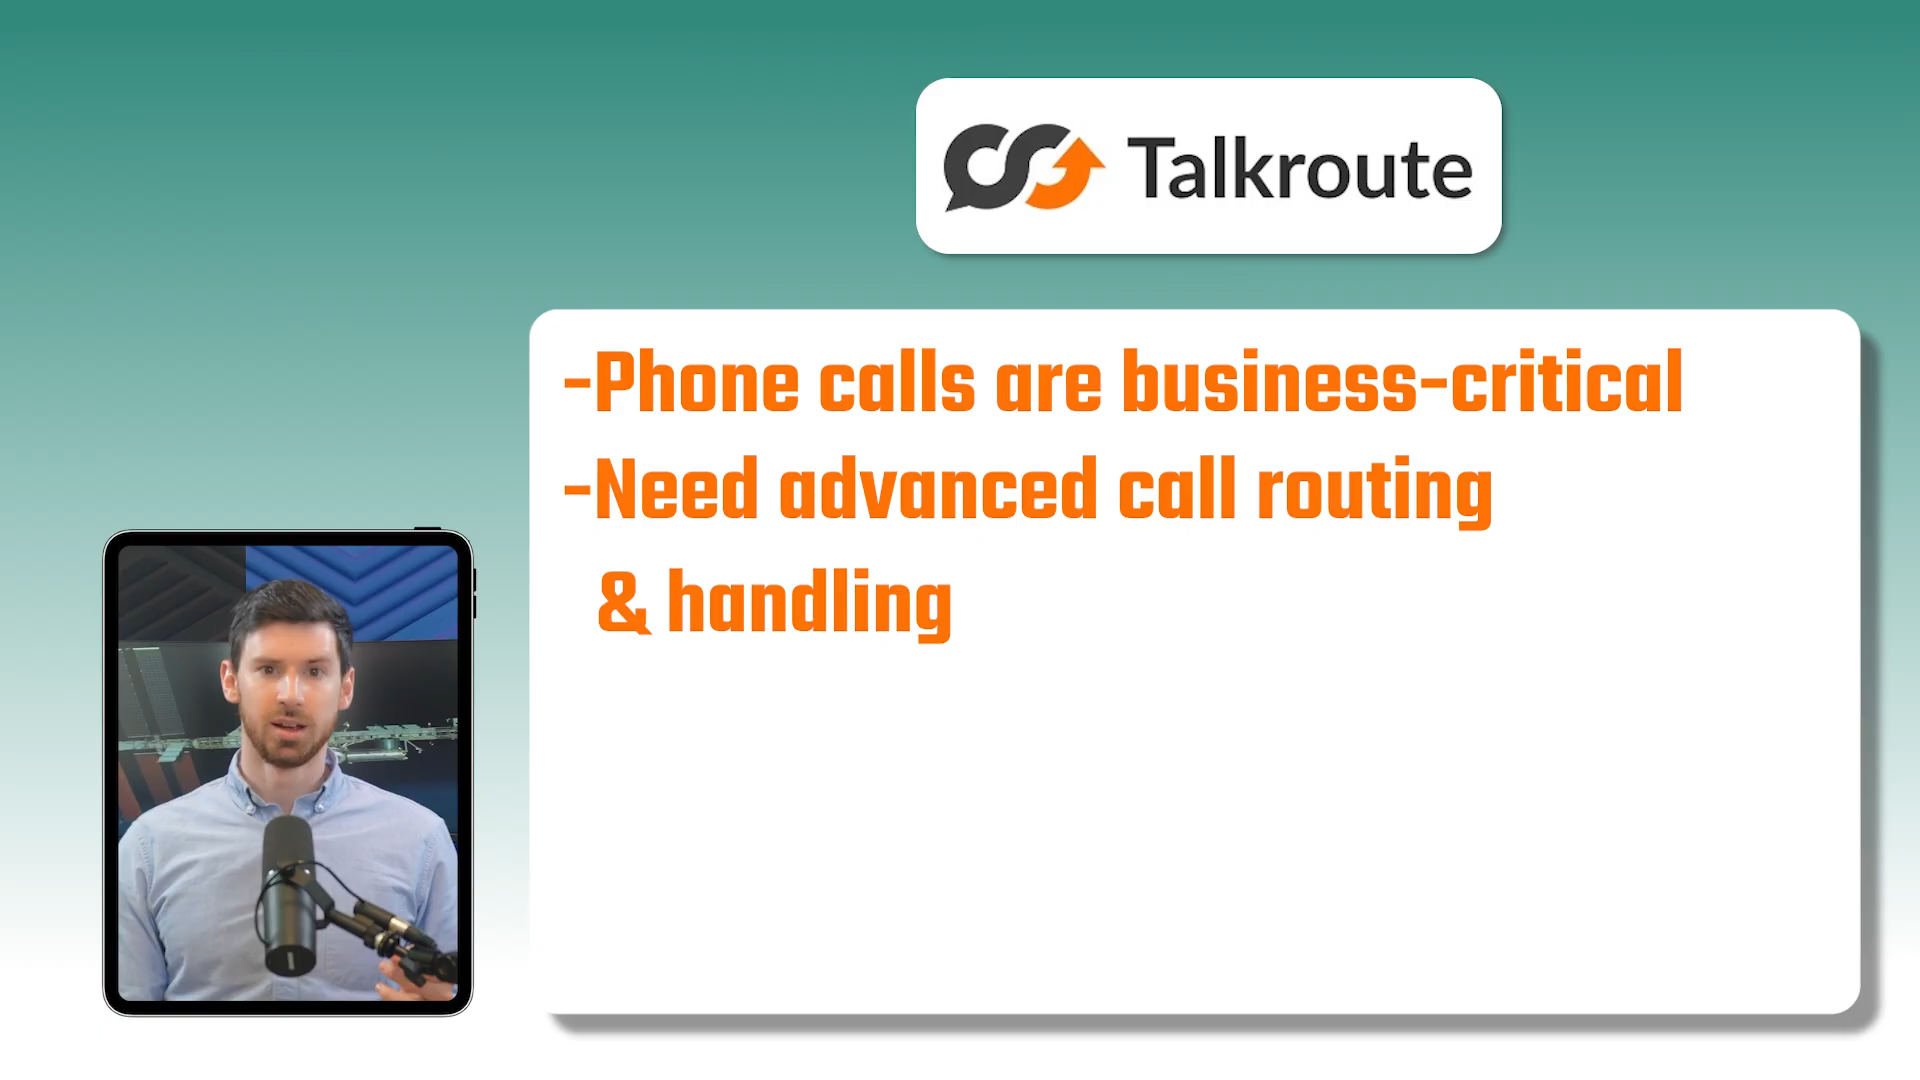 Talkroute
-Phone calls are business-critical
-Need advanced call routing
& handling